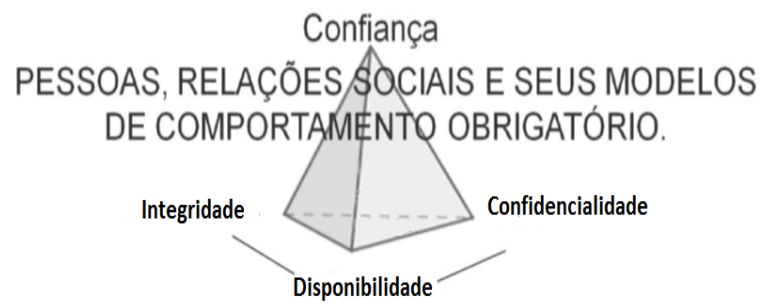 Confiança
PESSOAS, RELAÇÕES SOCIAIS E SEUS MODELOS
DE COMPORTAMENTO OBRIGATÓRIO.
Integridade
Confidencialidade
Disponibilidade